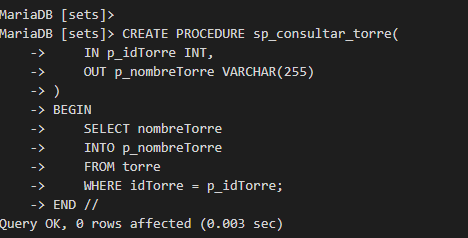 MariaDB [sets]>
MariaDB [sets]> CREATE PROCEDURE sp_consultar_torre(
    ->     IN p_idTorre INT,
    ->     OUT p_nombreTorre VARCHAR(255)
    -> )
    -> BEGIN
    ->     SELECT nombreTorre
    ->     INTO p_nombreTorre
    ->     FROM torre
    ->     WHERE idTorre = p_idTorre;
    -> END //
Query OK, 0 rows affected (0.003 sec)